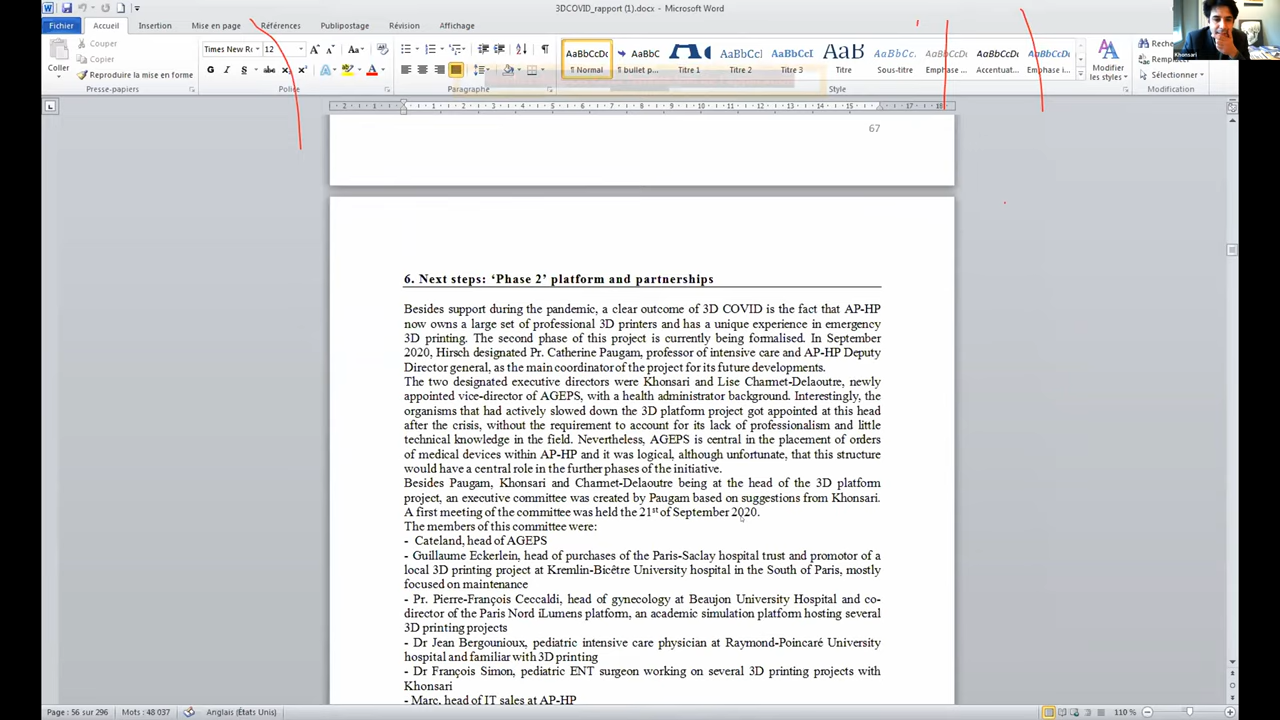 3DCOVID_rapport (1).docx - Microsoft Word
Fichier Accueil Insertion Mise en page Références Publipostage Révision Affichage
Coller
Couper
Copier
Reproduire la mise en forme
Presse-papiers
Times New R
12
Police
Paragraphe
AaBbCcDc AaBbC AaBbCcI AaBbCcI AaB AaBbCc. AaBbCcDc AaBbCcDc AaBbCcDc
¶ Normal bullet p... Titre 1 Titre 2 Titre 3 Titre Sous-titre Emphase ... Accentuat... Emphase i...
Style
Modifier
les styles
Reche
Remplacer
Sélectionner
Modification
Khonsari
67
6. Next steps: ‘Phase 2’ platform and partnerships
Besides support during the pandemic, a clear outcome of 3D COVID is the fact that AP-HP
now owns a large set of professional 3D printers and has a unique experience in emergency
3D printing. The second phase of this project is currently being formalised. In September
2020, Hirsch designated Pr. Catherine Paugam, professor of intensive care and AP-HP Deputy
Director general, as the main coordinator of the project for its future developments.
The two designated executive directors were Khonsari and Lise Charmet-Delaoutre, newly
appointed vice-director of AGEPS, with a health administrator background. Interestingly, the
organisms that had actively slowed down the 3D platform project got appointed at this head
after the crisis, without the requirement to account for its lack of professionalism and little
technical knowledge in the field. Nevertheless, AGEPS is central in the placement of orders
of medical devices within AP-HP and it was logical, although unfortunate, that this structure
would have a central role in the further phases of the initiative.
Besides Paugam, Khonsari and Charmet-Delaoutre being at the head of the 3D platform
project, an executive committee was created by Paugam based on suggestions from Khonsari.
A first meeting of the committee was held the 21st of September 2020.
The members of this committee were:
- Cateland, head of AGEPS
- Guillaume Eckerlein, head of purchases of the Paris-Saclay hospital trust and promotor of a
local 3D printing project at Kremlin-Bicêtre University hospital in the South of Paris, mostly
focused on maintenance
- Pr. Pierre-François Ceccaldi, head of gynecology at Beaujon University Hospital and co-
director of the Paris Nord iLumens platform, an academic simulation platform hosting several
3D printing projects
- Dr Jean Bergounioux, pediatric intensive care physician at Raymond-Poincaré University
hospital and familiar with 3D printing
- Dr François Simon, pediatric ENT surgeon working on several 3D printing projects with
Khonsari
- Marc, head of IT sales at AP-HP
Page : 56 sur 296 Mots : 48 037 Anglais (États Unis) 110 %